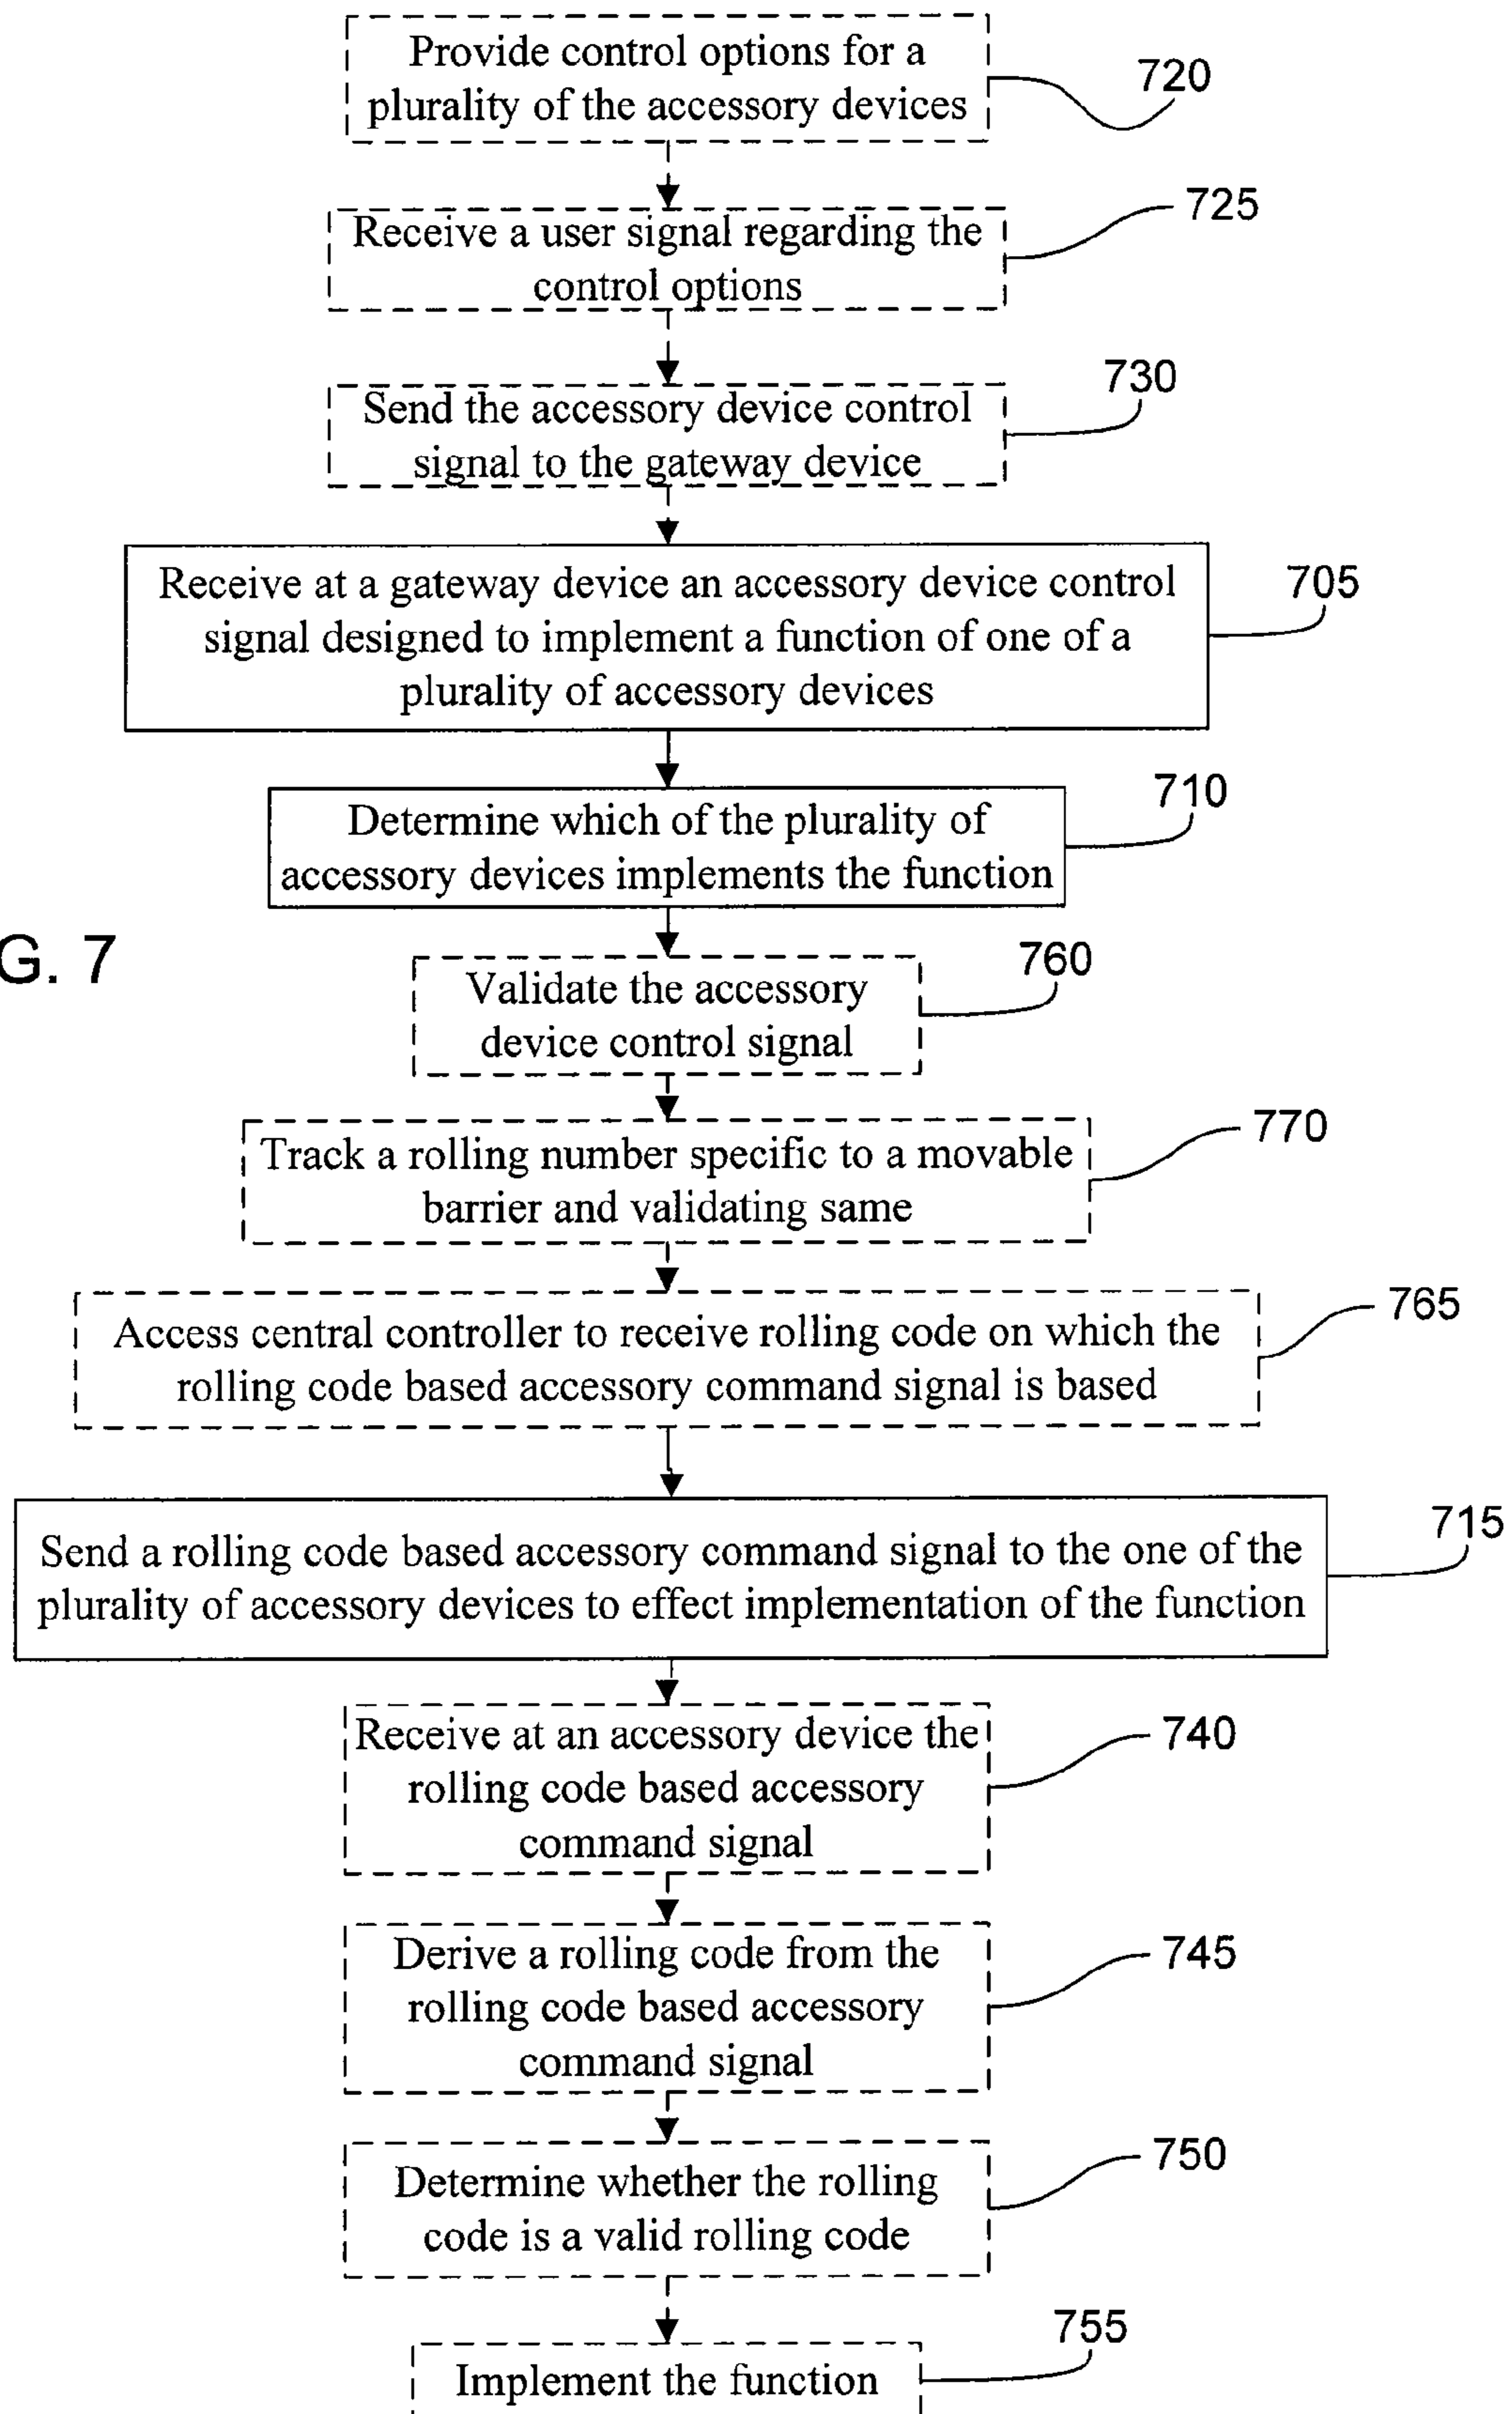 Provide control options for a
plurality of the accessory devices
720
Receive a user signal regarding the
control options
725
Send the accessory device control
signal to the gateway device
730
Receive at a gateway device an accessory device control
signal designed to implement a function of one of a
plurality of accessory devices
705
Determine which of the plurality of
accessory devices implements the function
710
G. 7
Validate the accessory
device control signal
760
Track a rolling number specific to a movable
barrier and validating same
770
Access central controller to receive rolling code on which the
rolling code based accessory command signal is based
765
Send a rolling code based accessory command signal to the one of the
plurality of accessory devices to effect implementation of the function
715
Receive at an accessory device the
rolling code based accessory
command signal
740
Derive a rolling code from the
rolling code based accessory
command signal
745
Determine whether the rolling
code is a valid rolling code
750
Implement the function
755